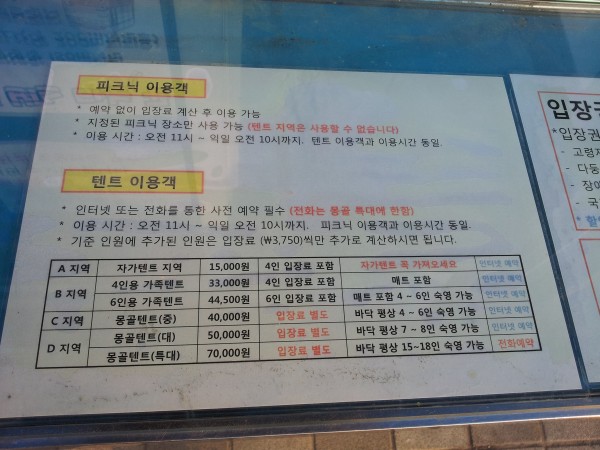 피크닉 이용객
* 예약 없이 입장료 계산 후 이용 가능
* 지정된 피크닉 장소만 사용 가능 (텐트 지역은 사용할 수 없습니다)
* 이용 시간 : 오전 11시 ~ 익일 오전 10시까지. 텐트 이용객과 이용시간 동일.
텐트 이용객
* 인터넷 또는 전화를 통한 사전 예약 필수 (전화는 몽골 특대에 한함)
* 이용 시간 : 오전 11시 ~ 익일 오전 10시까지. 피크닉 이용객과 이용시간 동일.
* 기준 인원에 추가된 인원은 입장료 (₩3,750)씩만 추가로 계산하시면 됩니다.
A 지역 자가텐트 지역 15,000원 4인 입장료 포함 자가텐트 꼭 가져오세요 인터넷 예약
B 지역 4인용 가족텐트 33,000원 4인 입장료 포함 매트 포함 인터넷 예약
6인용 가족텐트 44,500원 6인 입장료 포함 매트 포함 4 ~ 6인 숙영 가능 인터넷 예약
C 지역 몽골텐트(중) 40,000원 입장료 별도 바닥 평상 4 ~ 6인 숙영 가능 인터넷 예약
D 지역 몽골텐트(대) 50,000원 입장료 별도 바닥 평상 7 ~ 8인 숙영 가능 인터넷 예약
몽골텐트(특대) 70,000원 입장료 별도 바닥 평상 15~18인 숙영 가능 전화예약
입장권
*입장권
- 고령자
- 다둥
- 장애
- 국